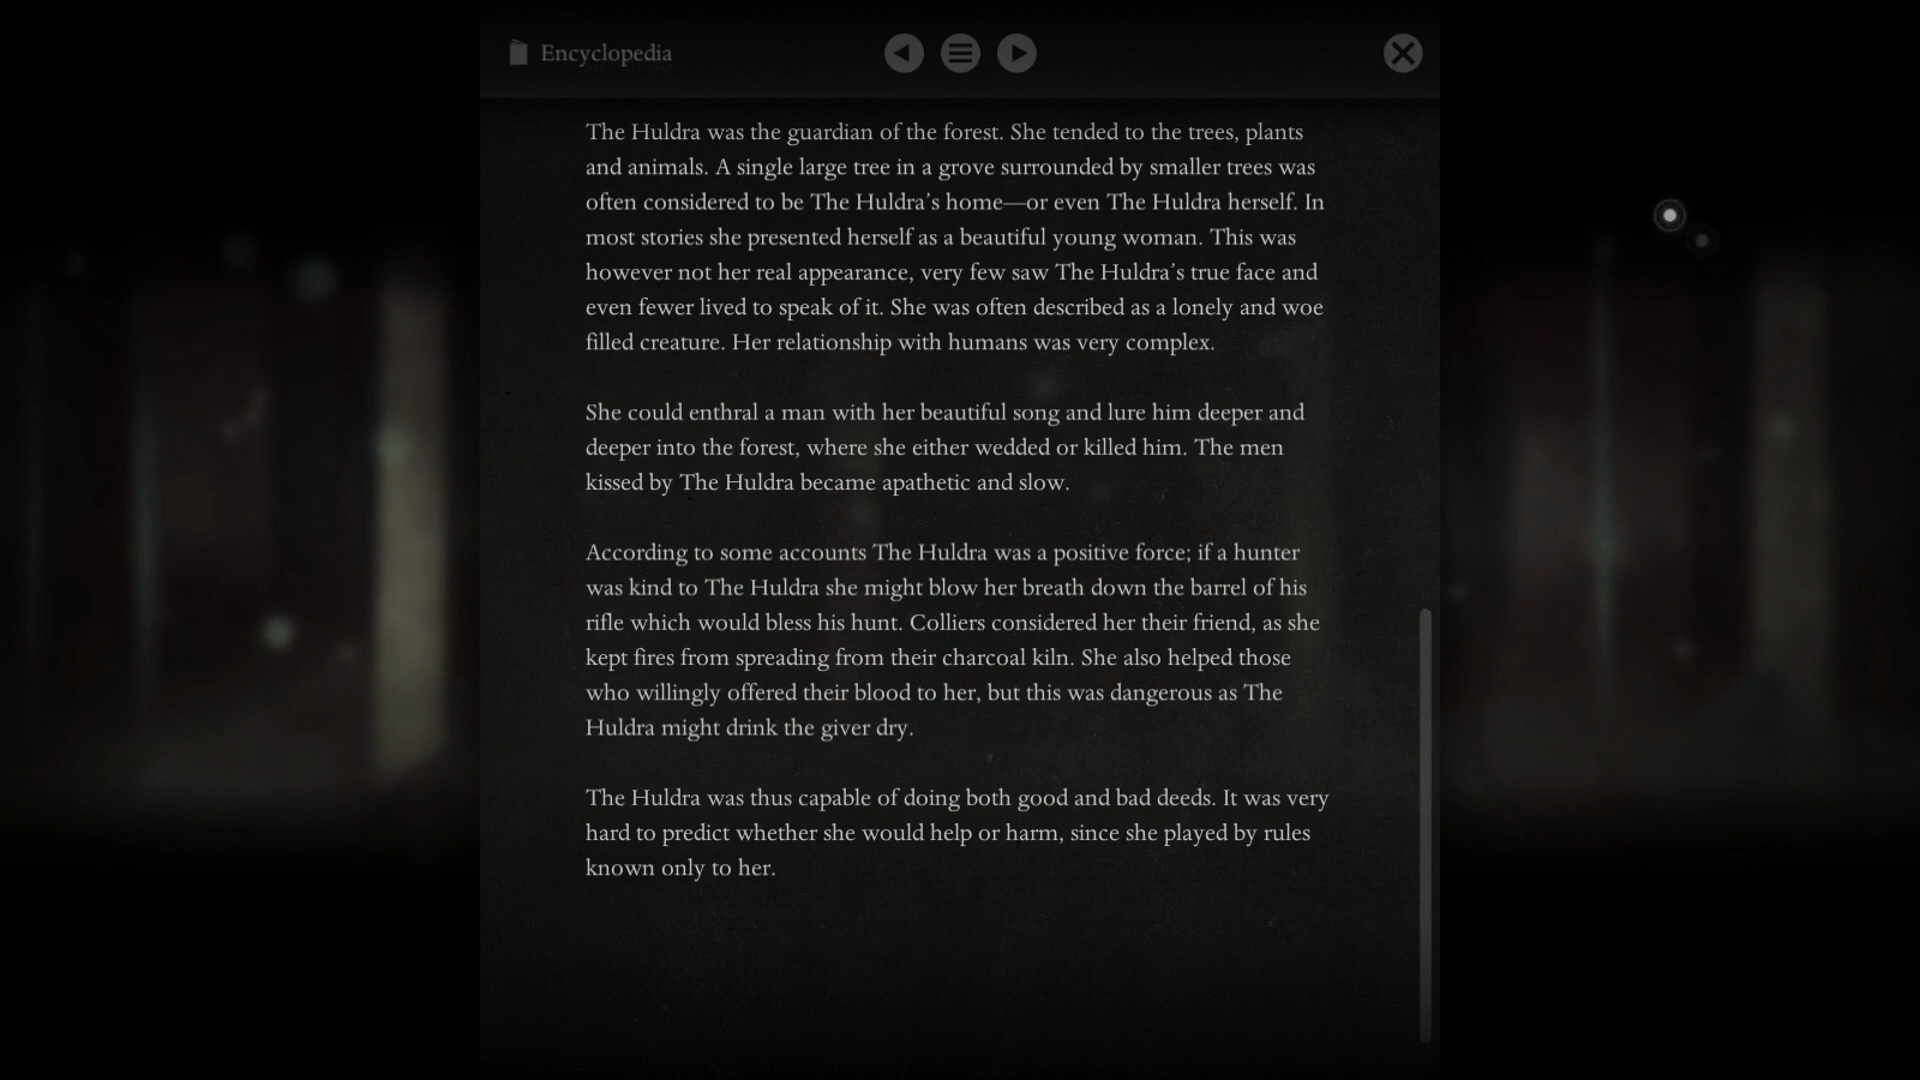 Encyclopedia
The Huldra was the guardian of the forest. She tended to the trees, plants
and animals. A single large tree in a grove surrounded by smaller trees was
often considered to be The Huldra's home—or even The Huldra herself. In
most stories she presented herself as a beautiful young woman. This was
however not her real appearance, very few saw The Huldra's true face and
even fewer lived to speak of it. She was often described as a lonely and woe
filled creature. Her relationship with humans was very complex.
She could enthral a man with her beautiful song and lure him deeper and
deeper into the forest, where she either wedded or killed him. The men
kissed by The Huldra became apathetic and slow.
According to some accounts The Huldra was a positive force; if a hunter
was kind to The Huldra she might blow her breath down the barrel of his
rifle which would bless his hunt. Colliers considered her their friend, as she
kept fires from spreading from their charcoal kiln. She also helped those
who willingly offered their blood to her, but this was dangerous as The
Huldra might drink the giver dry.
The Huldra was thus capable of doing both good and bad deeds. It was very
hard to predict whether she would help or harm, since she played by rules
known only to her.